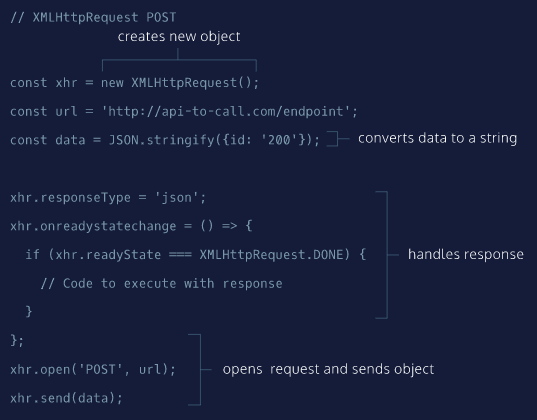 // XMLHttpRequest POST
creates new object
const xhr = new XMLHttpRequest();
const url = 'http://api-to-call.com/endpoint';
const data = JSON.stringify({id: '200'});
converts data to a string
xhr.responseType = 'json';
xhr.onreadystatechange = () => {
if (xhr.readyState === XMLHttpRequest.DONE) {
handles response
// Code to execute with response
}
};
xhr.open('POST', url);
opens request and sends object
xhr.send(data);